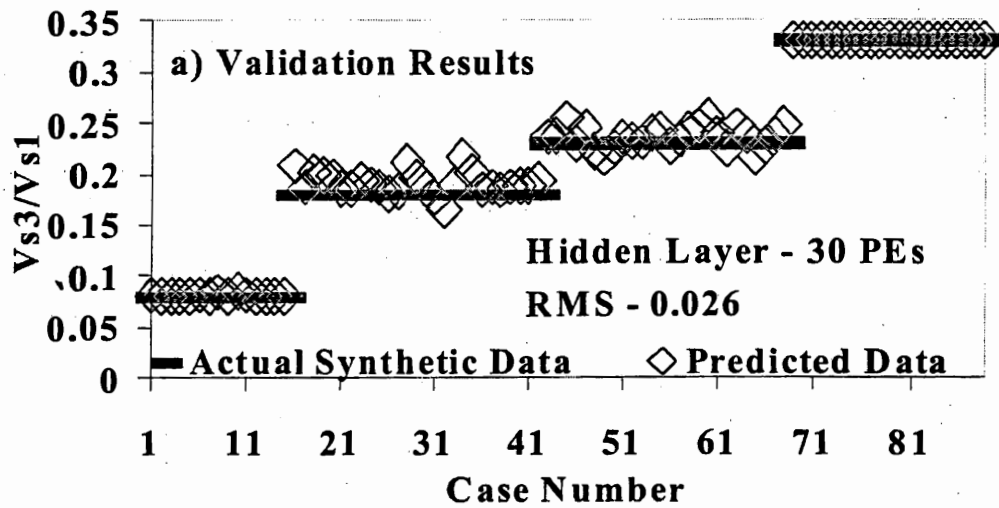 0.35
a) Validation Results
0.3
0.25
0.2
0.15
0.1
0.05
0
Vs3/Vs1
Hidden Layer - 30 PEs
RMS - 0.026
Actual Synthetic Data
Predicted Data
1 11 21 31 41 51 61 71 81
Case Number